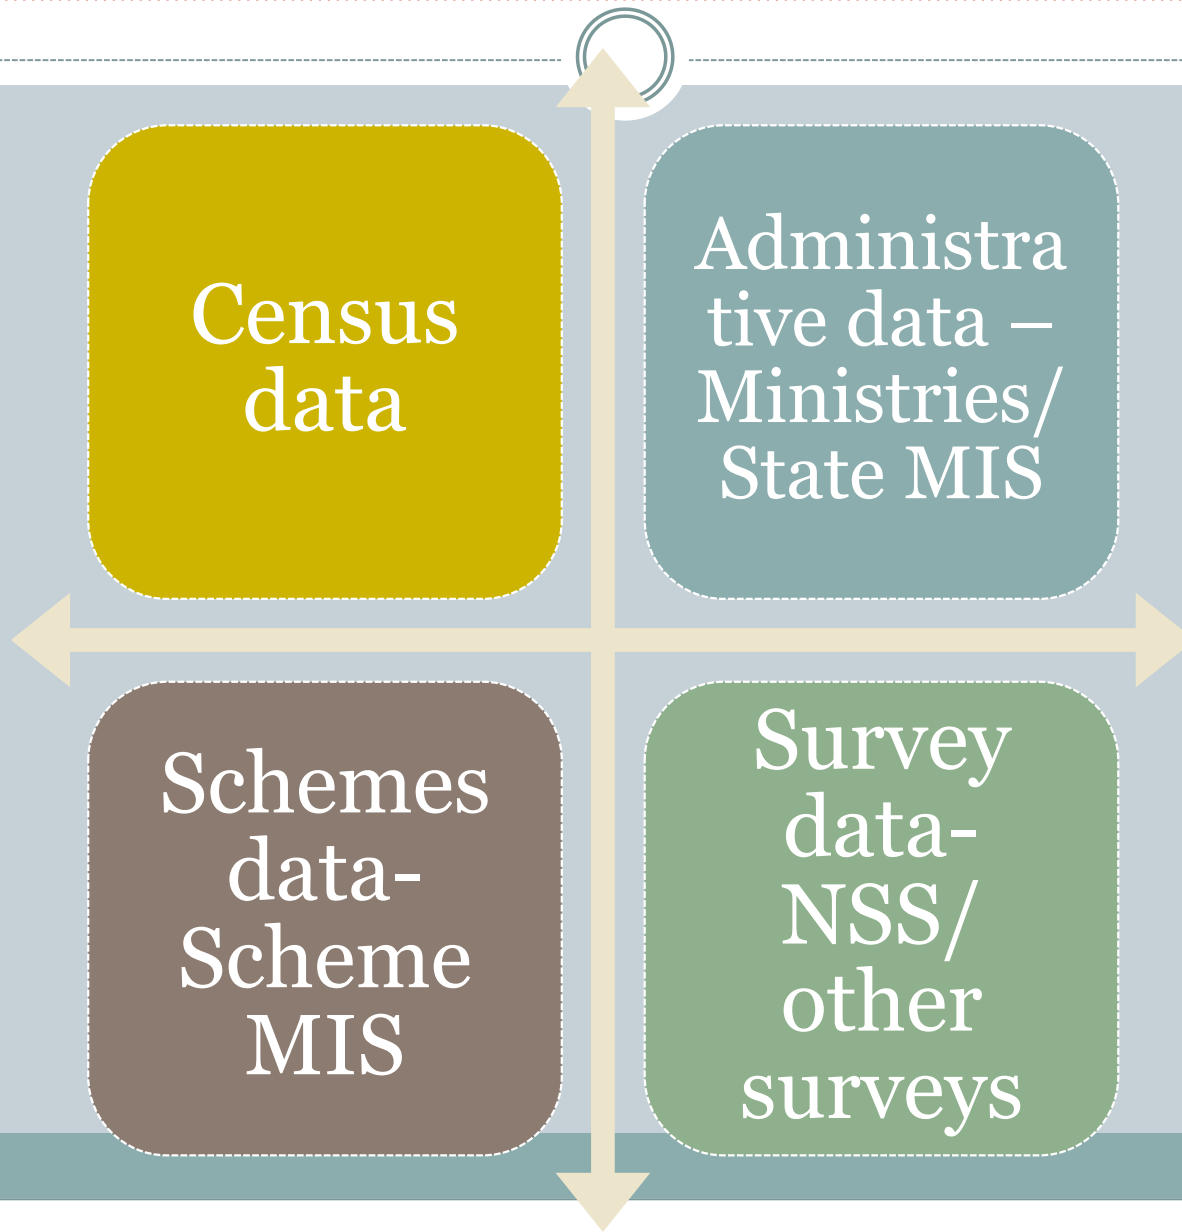 Census
data
Administra
tive data –
Ministries/
State MIS
Schemes
data-
Scheme
MIS
Survey
data-
NSS/
other
surveys